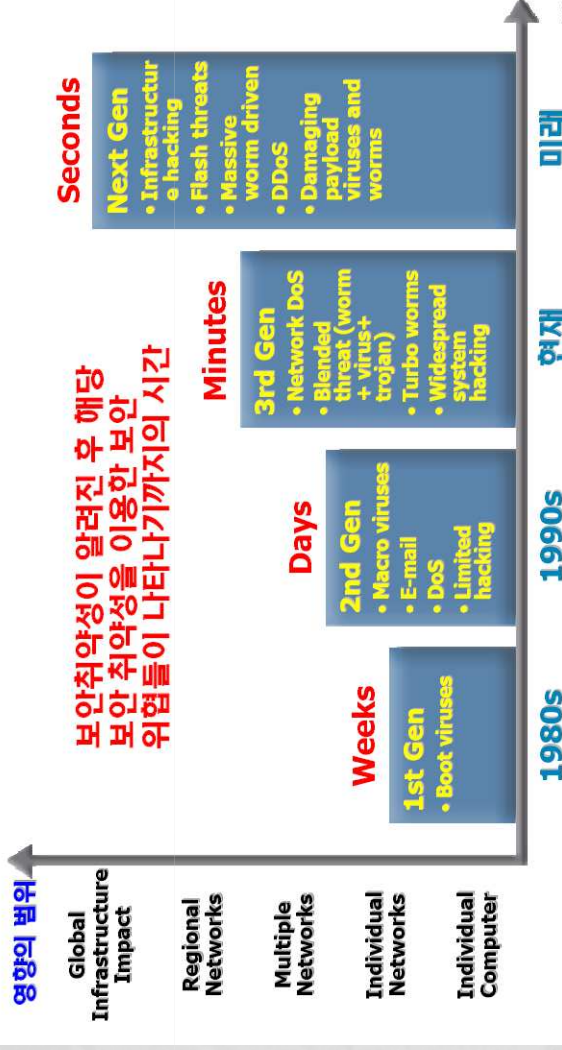 영향의 범위
Global
Infrastructure
Impact
Regional
Networks
Multiple
Networks
Individual
Networks
Individual
Computer
보안취약성이 알려진 후 해당
보안 취약성을 이용한 보안
위협들이 나타나기까지의 시간
Weeks
1st Gen
• Boot viruses
1980s
Days
2nd Gen
• Macro viruses
• E-mail
• DoS
• Limited
hacking
1990s
Minutes
3rd Gen
• Network DoS
• Blended
threat (worm
+ virus+
trojan)
• Turbo worms
• Widespread
system
hacking
현재
Seconds
Next Gen
• Infrastructur
e hacking
• Flash threats
• Massive
worm driven
• DDoS
• Damaging
payload
viruses and
worms
미래